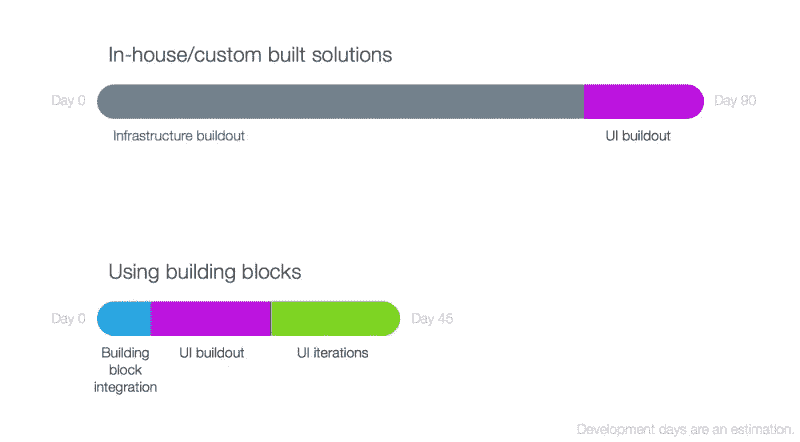 In-house/custom built solutions
Day 0
Day 90
Infrastructure buildout
UI buildout
Using building blocks
Day 0
Day 45
Building
block
integration
UI buildout
UI iterations
Development days are an estimation.